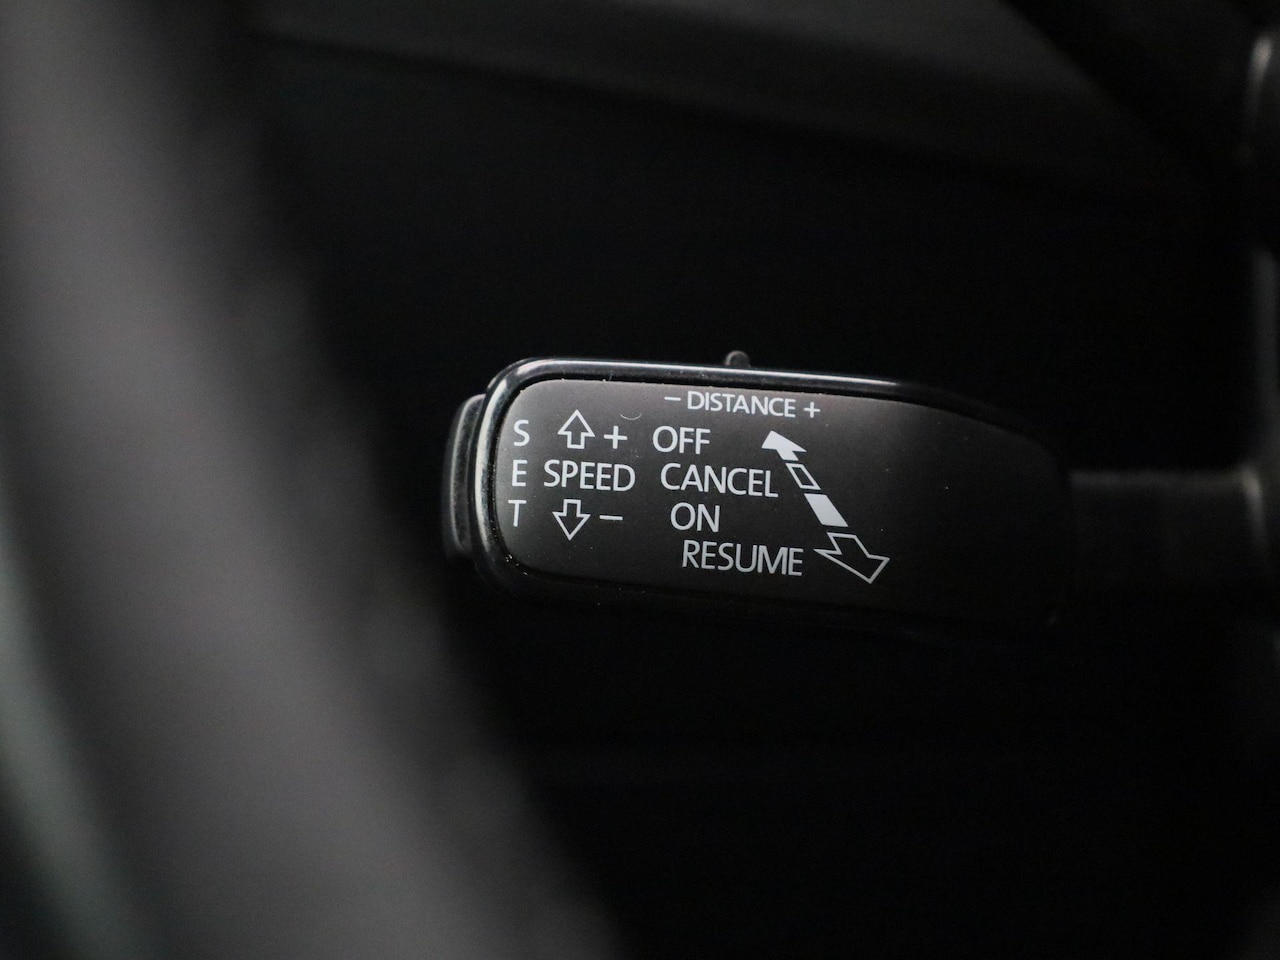 − DISTANCE +
S + OFF
E SPEED CANCEL
T − ON
RESUME